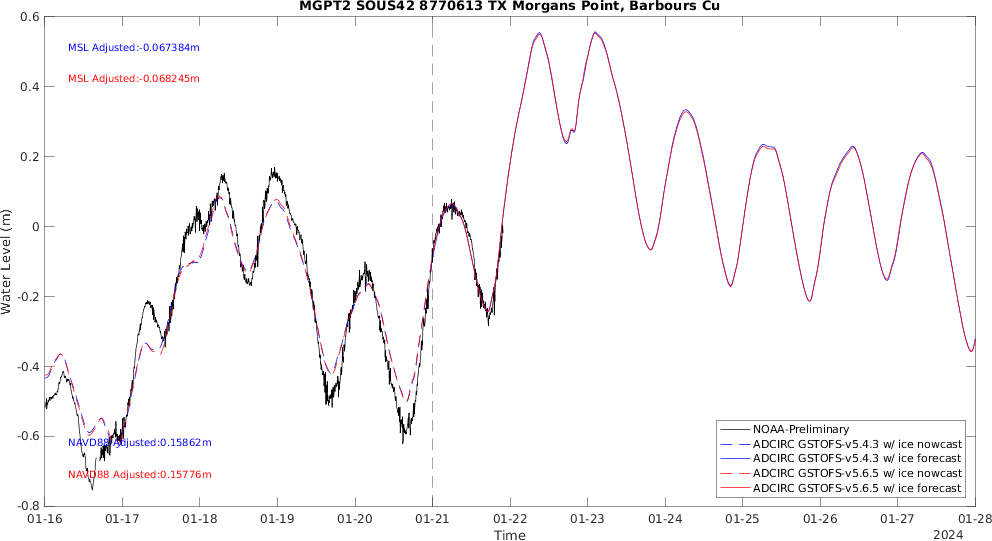 MGPT2 SOUS42 8770613 TX Morgans Point, Barbours Cu
MSL Adjusted:-0.067384m
MSL Adjusted:-0.068245m
NAVD88 Adjusted:0.15862m
NAVD88 Adjusted:0.15776m
Water Level (m)
0.6
0.4
0.2
0
-0.2
-0.4
-0.6
-0.8
NOAA-Preliminary
ADCIRC GSTOFS-v5.4.3 w/ ice nowcast
ADCIRC GSTOFS-v5.4.3 w/ ice forecast
ADCIRC GSTOFS-v5.6.5 w/ ice nowcast
ADCIRC GSTOFS-v5.6.5 w/ ice forecast
01-16 01-17 01-18 01-19 01-20 01-21 01-22 01-23 01-24 01-25 01-26 01-27 01-28
Time
2024